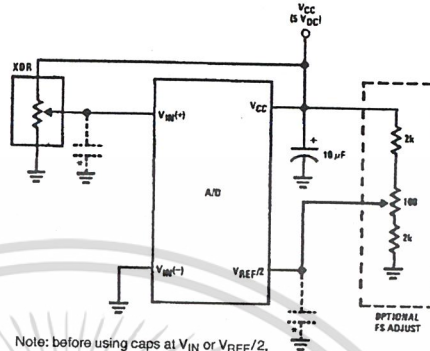 VCC
(5 VDC)
XDR
VIN(+)
VCC
2k
+
10 µF
A/D
100
2k
VIN(−)
VREF/2
*
*
OPTIONAL
FS ADJUST
Note: before using caps at VIN or VREF/2,